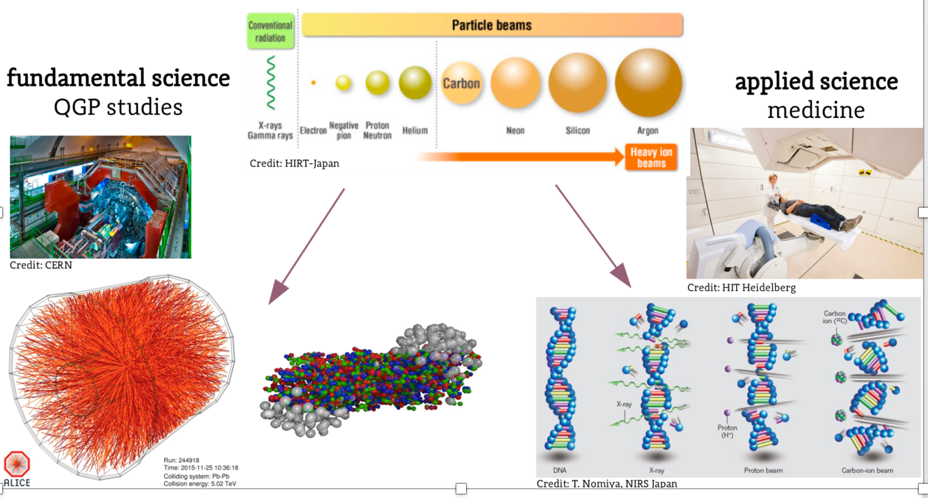 Conventional
radiation
Particle beams
fundamental science
QGP studies
applied science
medicine
Carbon
X-rays
Gamma rays
Electron
Negative
pion
Proton
Neutron
Helium
Neon
Silicon
Argon
Credit: HIRT-Japan
Heavy ion
beams
Credit: CERN
Credit: HIT Heidelberg
Carbon
ion (¹²C)
X-ray
Proton
(H⁺)
DNA
X-ray
Proton beam
Carbon-ion beam
Run: 244918
Time: 2015-11-25 10:36:18
Colliding system: Pb-Pb
Collision energy: 5.02 TeV
ALICE
Credit: T. Nomiya, NIRS Japan